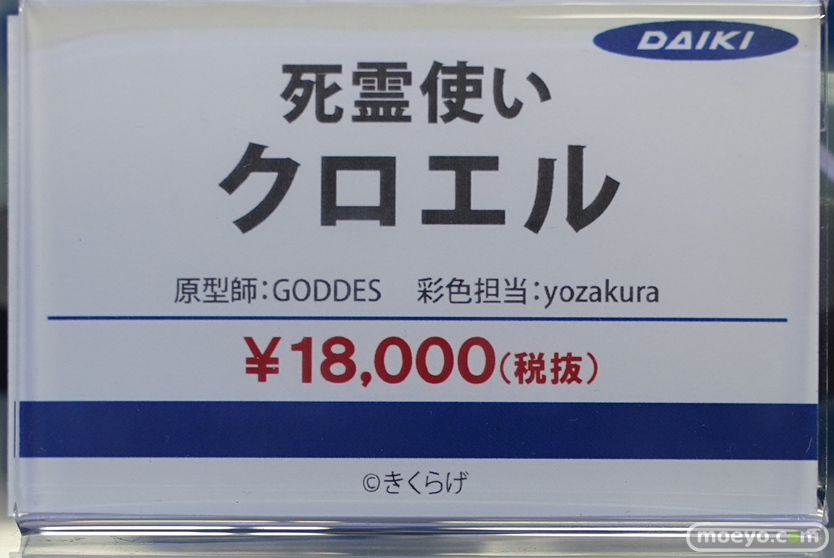 DAIKI
死霊使い
クロエル
原型師：GODDES　彩色担当：yozakura
￥18,000（税抜）
©きくらげ
moeyo.com